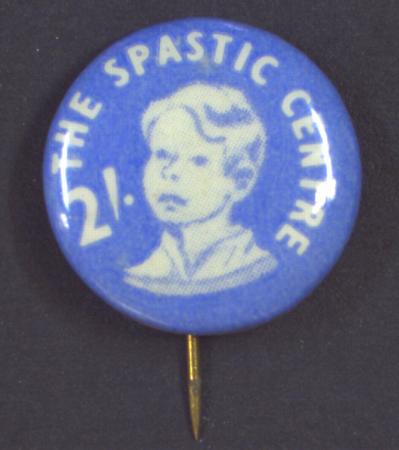 THE SPASTIC CENTRE
2/.